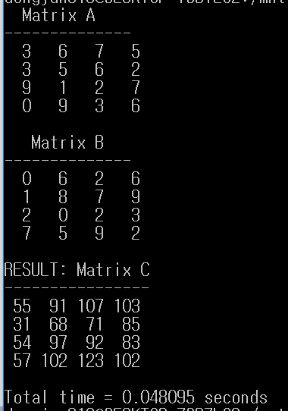 Matrix A
--------------
3 6 7 5
3 5 6 2
9 1 2 7
0 9 3 6
Matrix B
--------------
0 6 2 6
1 8 7 9
2 0 2 3
7 5 9 2
RESULT: Matrix C
----------------
55 91 107 103
31 68 71 85
54 97 92 83
57 102 123 102
Total time = 0.048095 seconds